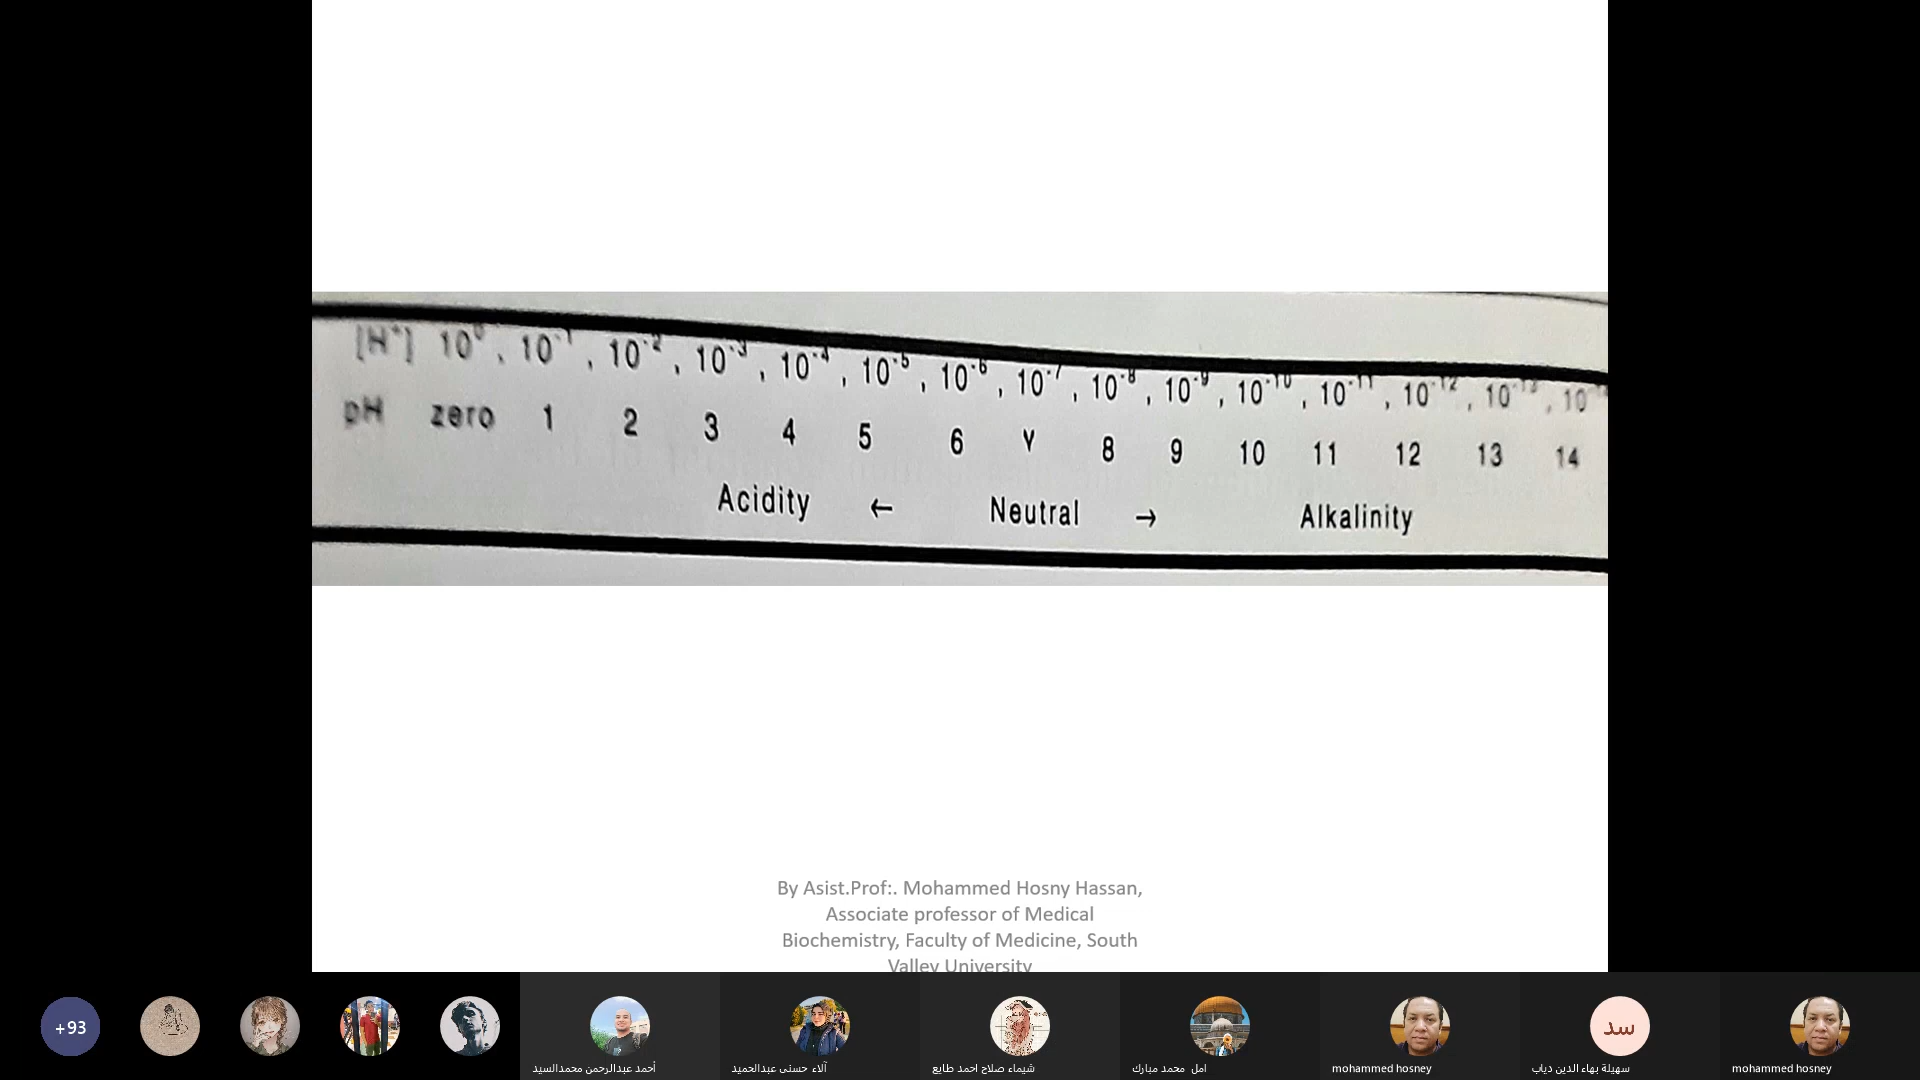 [H⁺] 10⁰ , 10⁻¹ , 10⁻² , 10⁻³ , 10⁻⁴ , 10⁻⁵ , 10⁻⁶ , 10⁻⁷ , 10⁻⁸ , 10⁻⁹ , 10⁻¹⁰ , 10⁻¹¹ , 10⁻¹² , 10⁻¹³ , 10
pH zero 1 2 3 4 5 6 ٧ 8 9 10 11 12 13 14
Acidity ← Neutral → Alkalinity
By Asist.Prof:. Mohammed Hosny Hassan,
Associate professor of Medical
Biochemistry, Faculty of Medicine, South
Valley University
+93
أحمد عبدالرحمن محمدالسيد
آلاء حسنى عبدالحميد
شيماء صلاح احمد طايع
امل محمد مبارك
mohammed hosney
سد
سهيلة بهاء الدين دياب
mohammed hosney